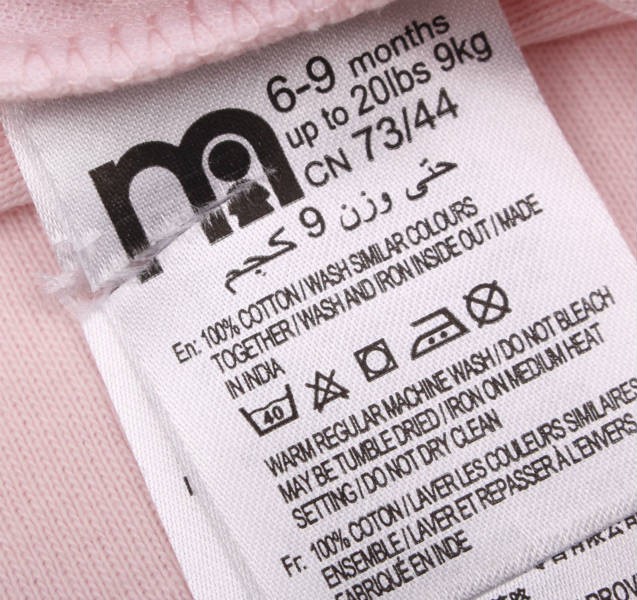 6-9 months
up to 20lbs 9kg
CN 73/44
حتى وزن 9 كجم
En: 100% COTTON / WASH SIMILAR COLOURS
TOGETHER / WASH AND IRON INSIDE OUT / MADE
IN INDIA
40
WARM REGULAR MACHINE WASH / DO NOT BLEACH
MAY BE TUMBLE DRIED / IRON ON MEDIUM HEAT
SETTING / DO NOT DRY CLEAN
Fr: 100% COTON / LAVER LES COULEURS SIMILAIRES
ENSEMBLE / LAVER ET REPASSER À L'ENVERS
FABRIQUÉ EN INDE